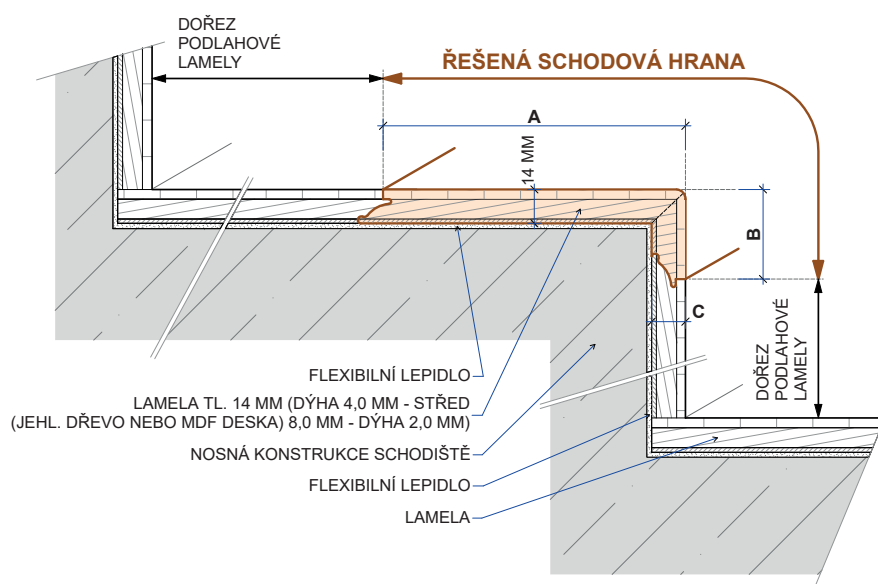 DOŘEZ
PODLAHOVÉ
LAMELY
ŘEŠENÁ SCHODOVÁ HRANA
A
14 MM
B
C
DOŘEZ
PODLAHOVÉ
LAMELY
FLEXIBILNÍ LEPIDLO
LAMELA TL. 14 MM (DÝHA 4,0 MM - STŘED
(JEHL. DŘEVO NEBO MDF DESKA) 8,0 MM - DÝHA 2,0 MM)
NOSNÁ KONSTRUKCE SCHODIŠTĚ
FLEXIBILNÍ LEPIDLO
LAMELA